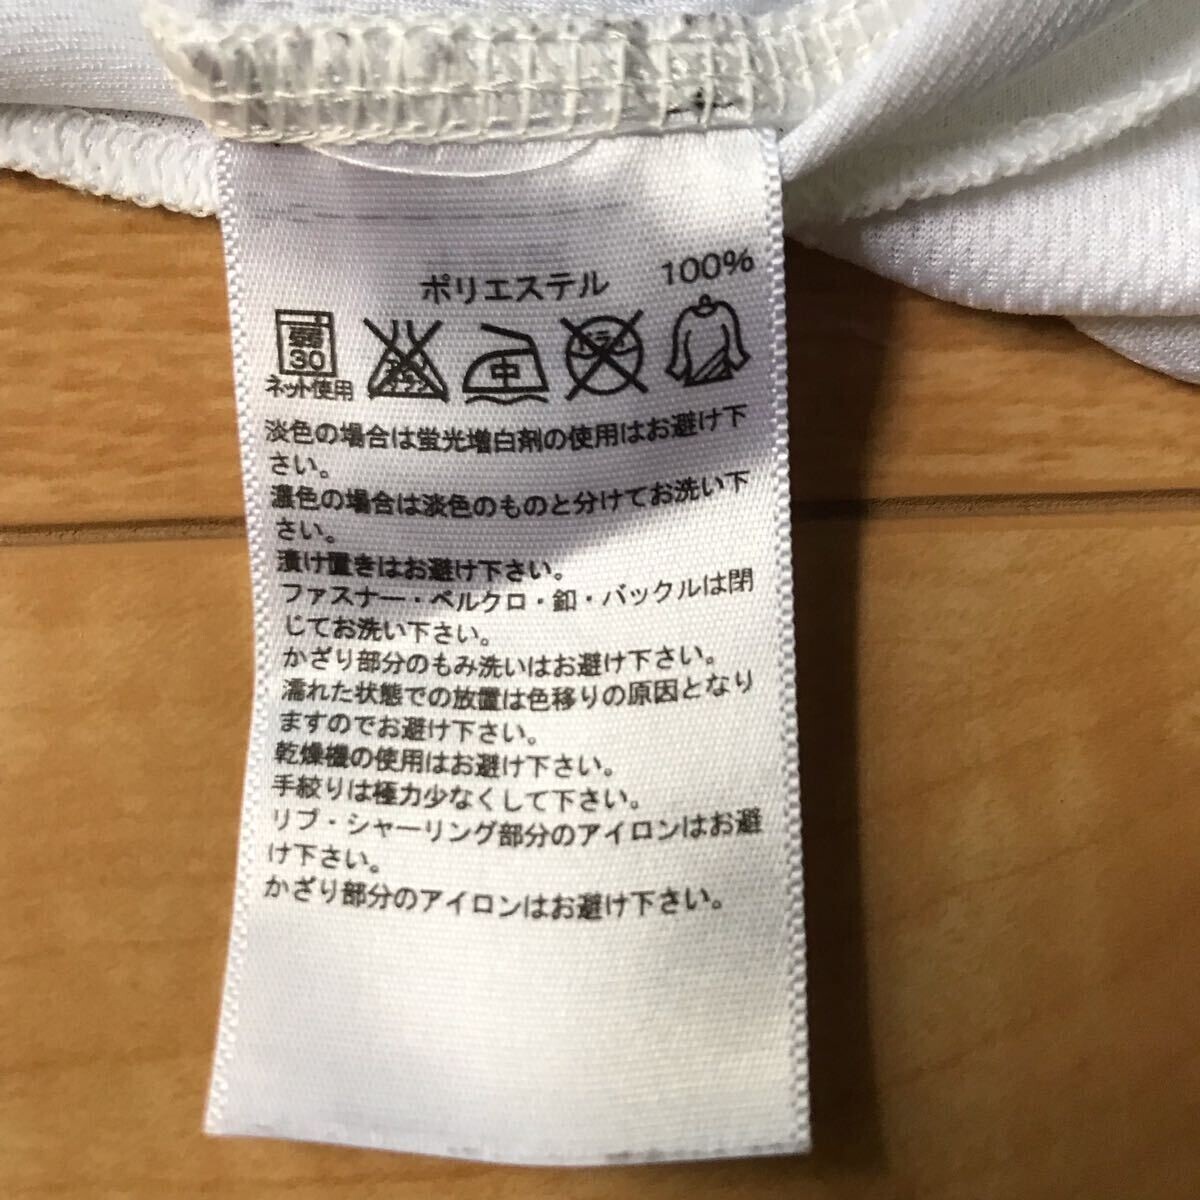 ポリエステル 100%
弱
30
ネット使用
中
ドライ
淡色の場合は蛍光増白剤の使用はお避け下
さい。
濃色の場合は淡色のものと分けてお洗い下
さい。
漬け置きはお避け下さい。
ファスナー・ベルクロ・釦・バックルは閉
じてお洗い下さい。
かざり部分のもみ洗いはお避け下さい。
濡れた状態での放置は色移りの原因となり
ますのでお避け下さい。
乾燥機の使用はお避け下さい。
手絞りは極力少なくして下さい。
リブ・シャーリング部分のアイロンはお避
け下さい。
かざり部分のアイロンはお避け下さい。